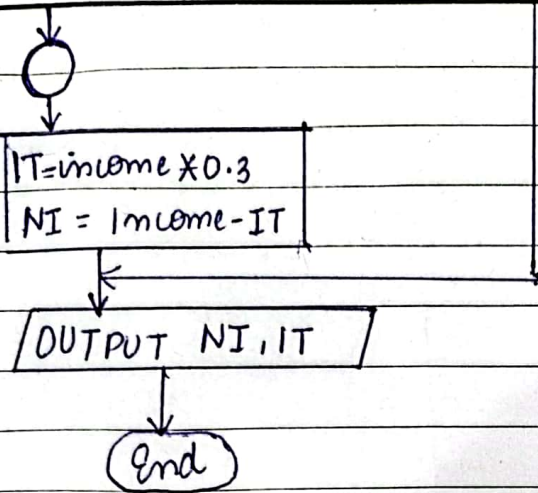 IT=income*0.3
NI = Income-IT
OUTPUT NI, IT
End